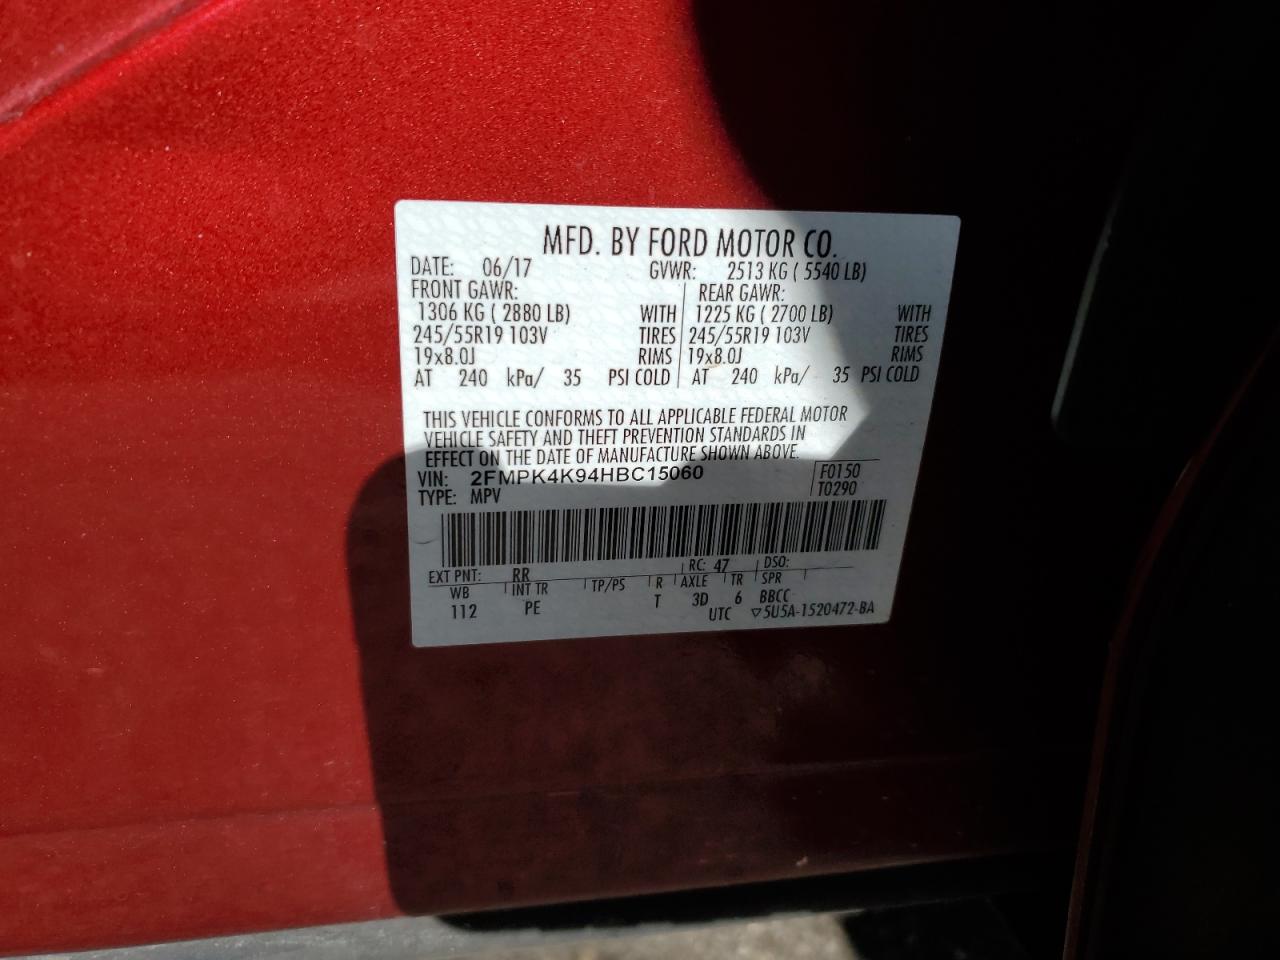 MFD. BY FORD MOTOR CO.
DATE: 06/17 GVWR: 2513 KG ( 5540 LB)
FRONT GAWR: REAR GAWR:
1306 KG ( 2880 LB) WITH 1225 KG ( 2700 LB) WITH
245/55R19 103V TIRES 245/55R19 103V TIRES
19x8.0J RIMS 19x8.0J RIMS
AT 240 kPa/ 35 PSI COLD AT 240 kPa/ 35 PSI COLD
THIS VEHICLE CONFORMS TO ALL APPLICABLE FEDERAL MOTOR
VEHICLE SAFETY AND THEFT PREVENTION STANDARDS IN
EFFECT ON THE DATE OF MANUFACTURE SHOWN ABOVE.
VIN: 2FMPK4K94HBC15060 F0150
TYPE: MPV T0290
EXT PNT: RR RC: 47 DSO:
WB INT TR TP/PS R AXLE TR SPR
112 PE T 3D 6 BBCC
UTC ▽5U5A-1520472-BA